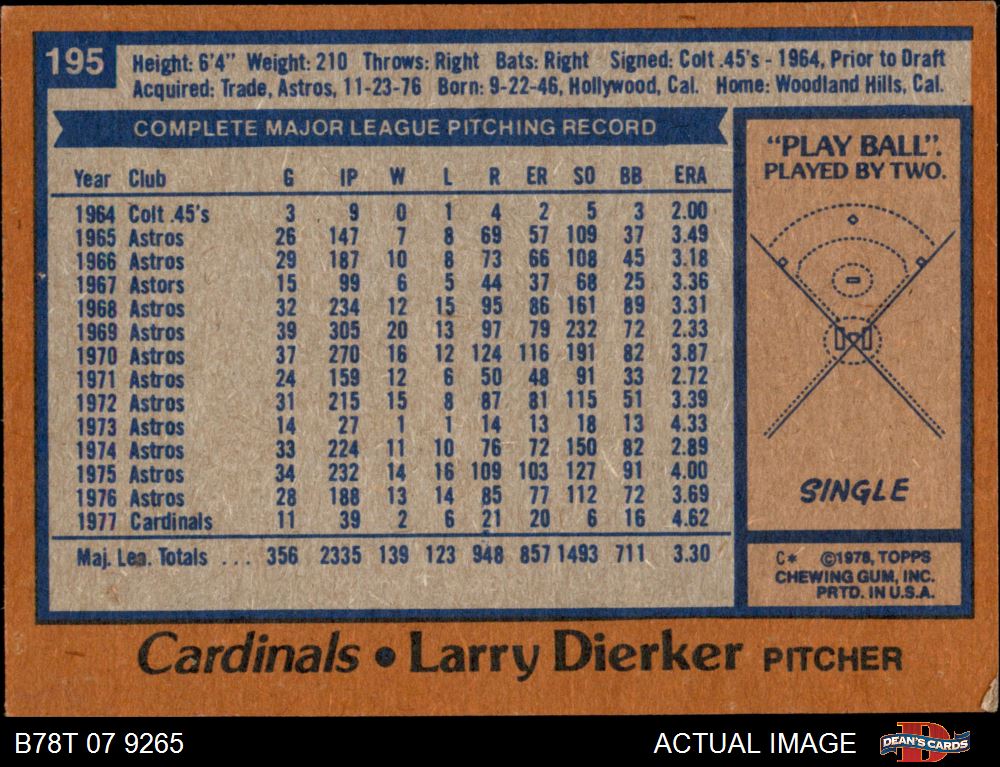 195
Height: 6'4" Weight: 210 Throws: Right Bats: Right Signed: Colt .45's - 1964, Prior to Draft
Acquired: Trade, Astros, 11-23-76 Born: 9-22-46, Hollywood, Cal. Home: Woodland Hills, Cal.
COMPLETE MAJOR LEAGUE PITCHING RECORD
Year Club G IP W L R ER SO BB ERA
1964 Colt .45's 3 9 0 1 4 2 5 3 2.00
1965 Astros 26 147 7 8 69 57 109 37 3.49
1966 Astros 29 187 10 8 73 66 108 45 3.18
1967 Astors 15 99 6 5 44 37 68 25 3.36
1968 Astros 32 234 12 15 95 86 161 89 3.31
1969 Astros 39 305 20 13 97 79 232 72 2.33
1970 Astros 37 270 16 12 124 116 191 82 3.87
1971 Astros 24 159 12 6 50 48 91 33 2.72
1972 Astros 31 215 15 8 87 81 115 51 3.39
1973 Astros 14 27 1 1 14 13 18 13 4.33
1974 Astros 33 224 11 10 76 72 150 82 2.89
1975 Astros 34 232 14 16 109 103 127 91 4.00
1976 Astros 28 188 13 14 85 77 112 72 3.69
1977 Cardinals 11 39 2 6 21 20 6 16 4.62
Maj. Lea. Totals ... 356 2335 139 123 948 857 1493 711 3.30
"PLAY BALL".
PLAYED BY TWO.
SINGLE
C* ©1978, TOPPS
CHEWING GUM, INC.
PRTD. IN U.S.A.
Cardinals • Larry Dierker PITCHER
B78T 07 9265 ACTUAL IMAGE DEAN'S CARDS